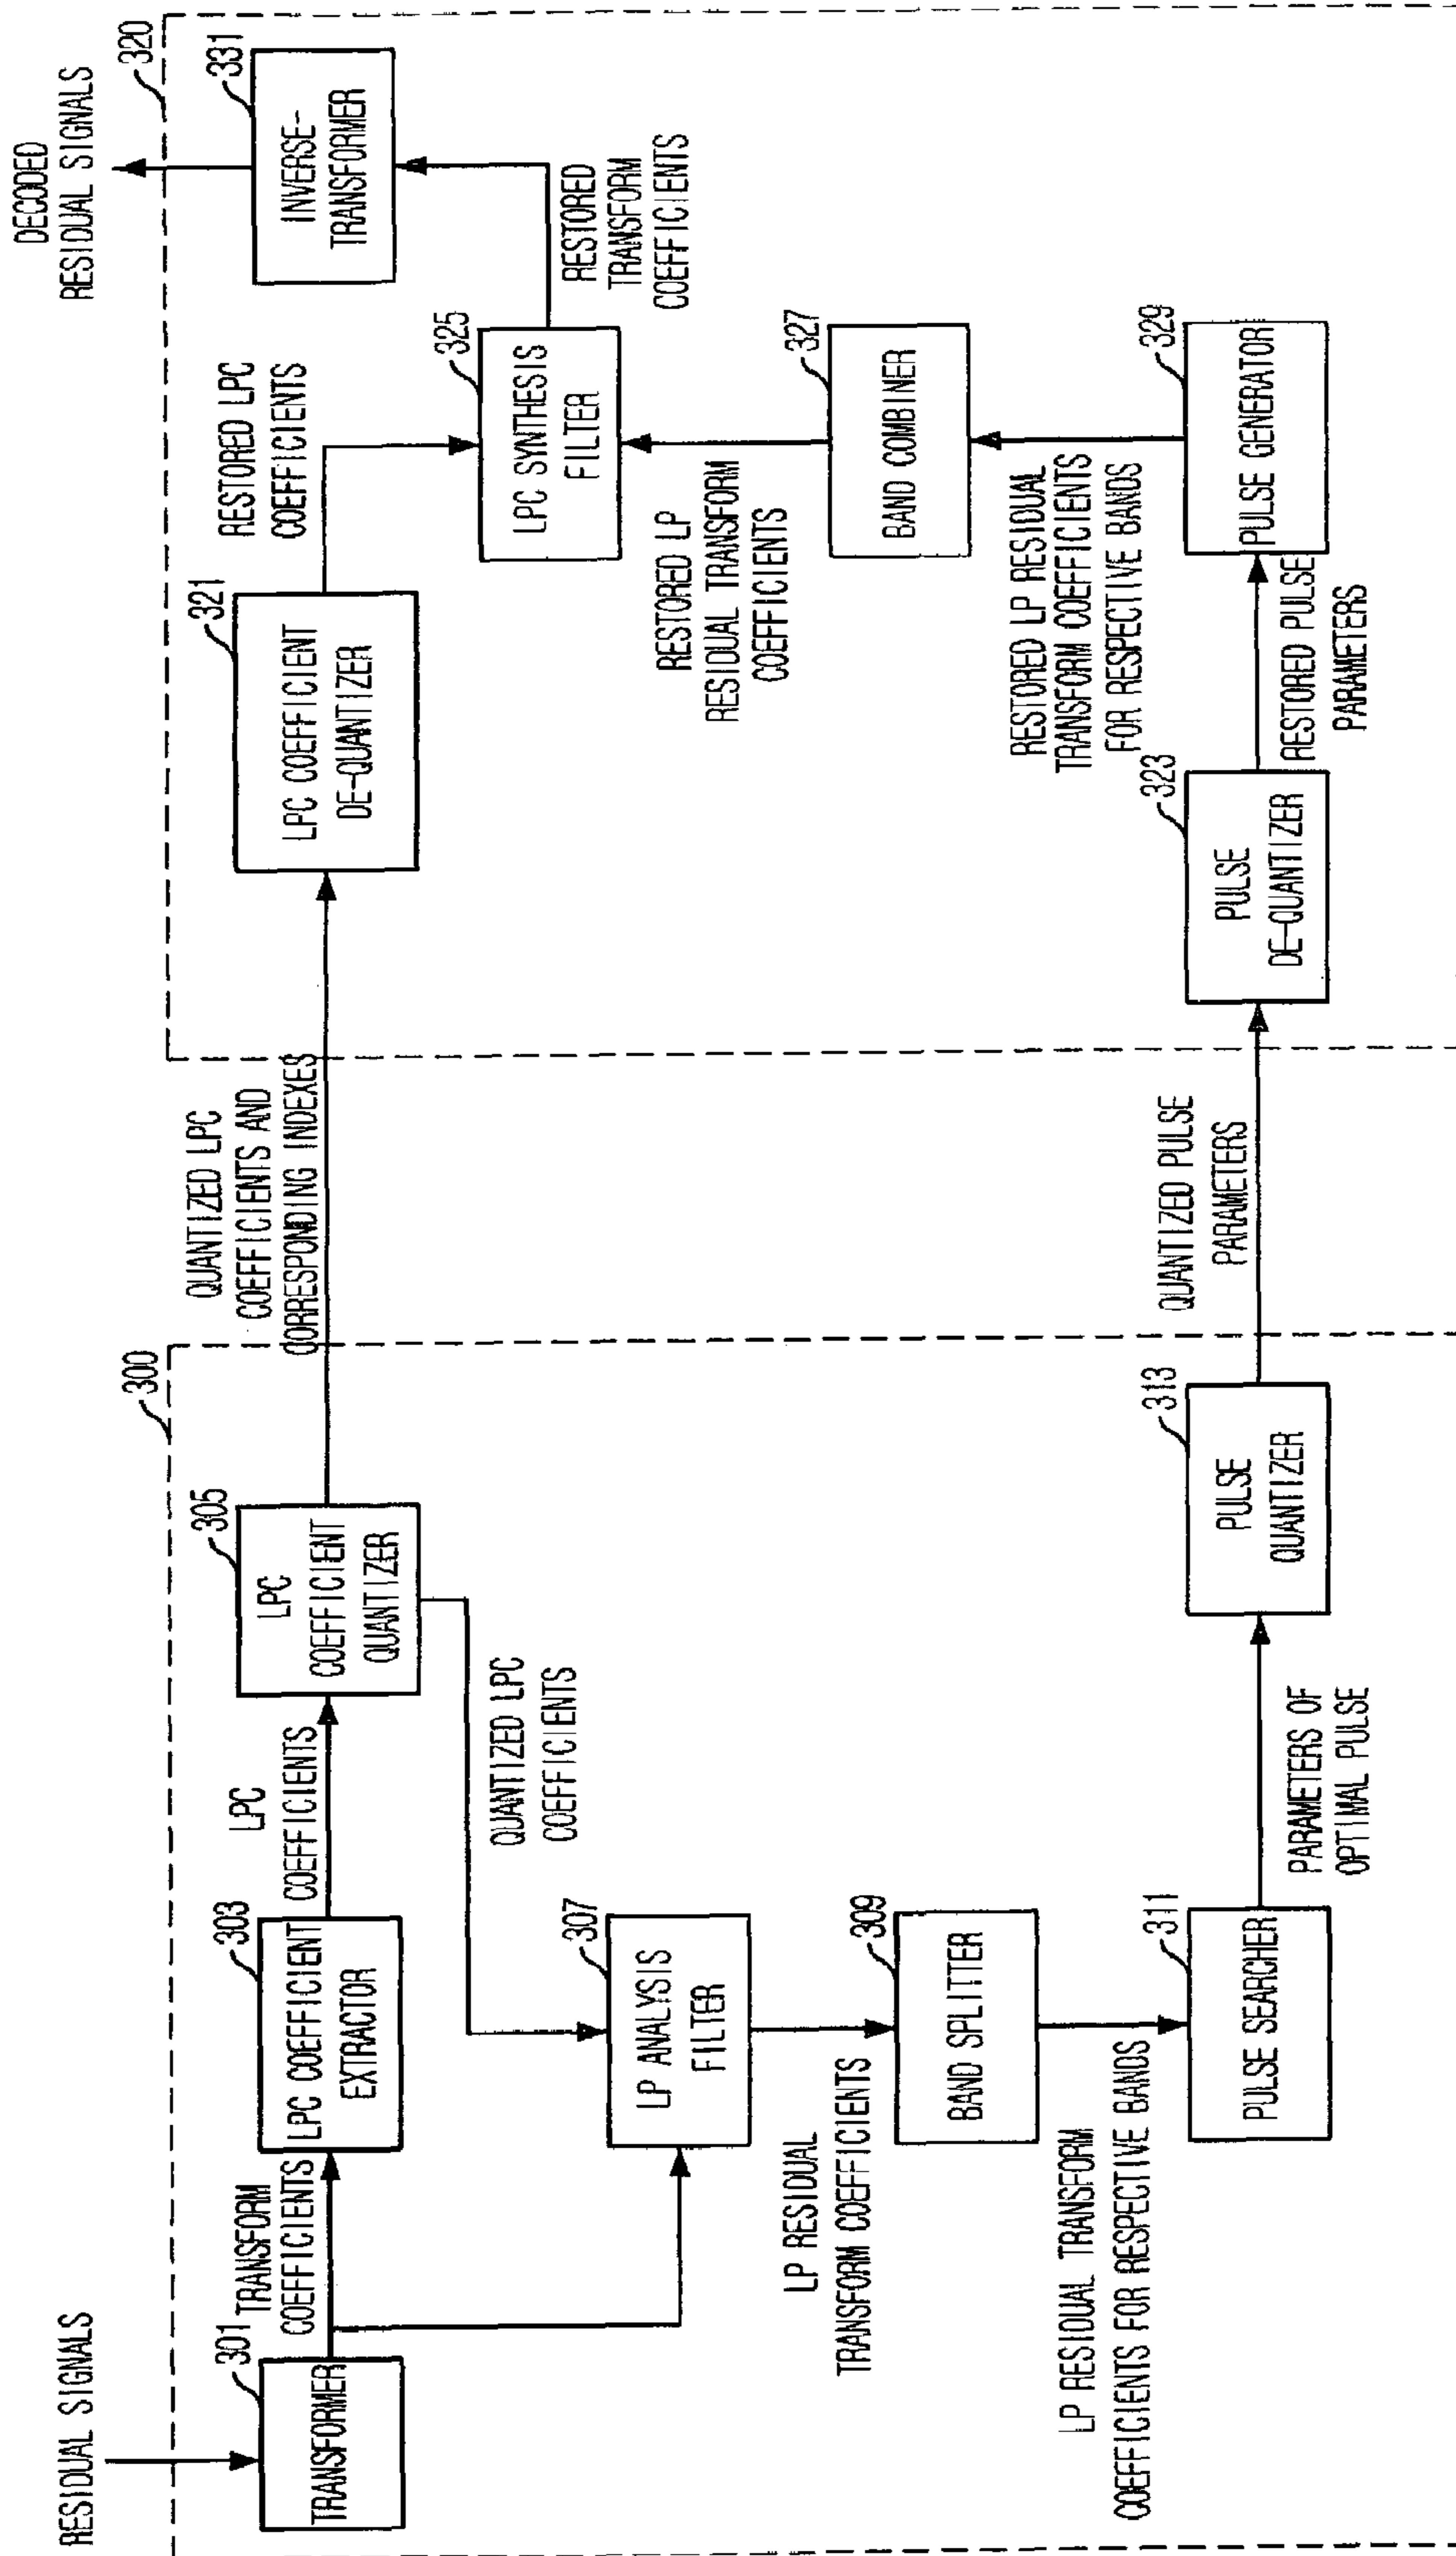 RESIDUAL SIGNALS
300
301
TRANSFORMER
TRANSFORM
COEFFICIENTS
303
LPC COEFFICIENT
EXTRACTOR
LPC
COEFFICIENTS
305
LPC
COEFFICIENT
QUANTIZER
QUANTIZED LPC
COEFFICIENTS
307
LP ANALYSIS
FILTER
LP RESIDUAL
TRANSFORM COEFFICIENTS
309
BAND SPLITTER
LP RESIDUAL TRANSFORM
COEFFICIENTS FOR RESPECTIVE BANDS
311
PULSE SEARCHER
PARAMETERS OF
OPTIMAL PULSE
313
PULSE
QUANTIZER
QUANTIZED LPC
COEFFICIENTS AND
CORRESPONDING INDEXES
QUANTIZED PULSE
PARAMETERS
320
321
LPC COEFFICIENT
DE-QUANTIZER
RESTORED LPC
COEFFICIENTS
323
PULSE
DE-QUANTIZER
RESTORED PULSE
PARAMETERS
329
PULSE GENERATOR
RESTORED LP RESIDUAL
TRANSFORM COEFFICIENTS
FOR RESPECTIVE BANDS
327
BAND COMBINER
RESTORED LP
RESIDUAL TRANSFORM
COEFFICIENTS
325
LPC SYNTHESIS
FILTER
RESTORED
TRANSFORM
COEFFICIENTS
331
INVERSE-
TRANSFORMER
DECODED
RESIDUAL SIGNALS